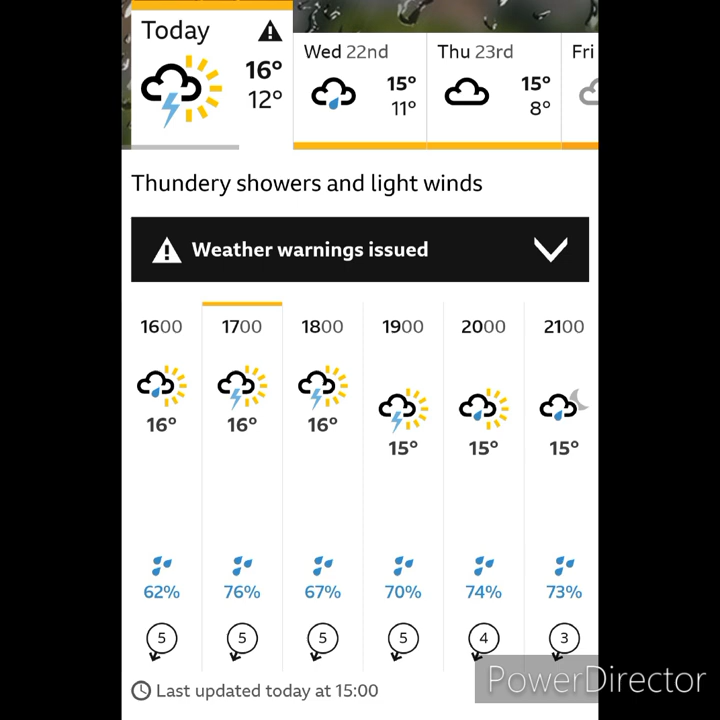 Today
16°
12°
Wed 22nd
15°
11°
Thu 23rd
15°
8°
Fri
Thundery showers and light winds
Weather warnings issued
1600 1700 1800 1900 2000 2100
16° 16° 16° 15° 15° 15°
62% 76% 67% 70% 74% 73%
5 5 5 5 4 3
Last updated today at 15:00
PowerDirector